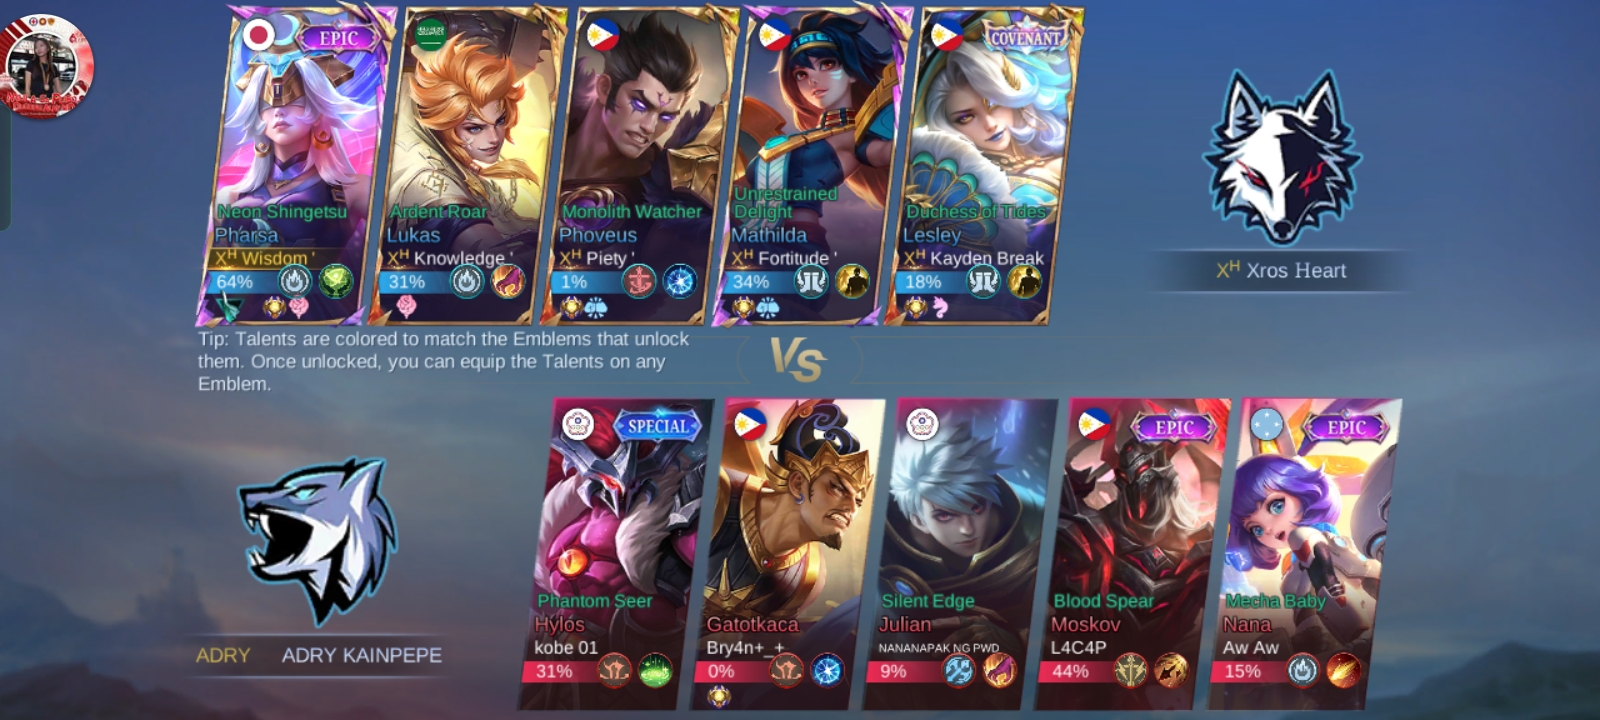 EPIC
COVENANT
Neon Shingetsu
Pharsa
XH Wisdom '
64%
Ardent Roar
Lukas
XH Knowledge '
31%
Monolith Watcher
Phoveus
XH Piety '
1%
Unrestrained
Delight
Mathilda
XH Fortitude '
34%
Duchess of Tides
Lesley
XH Kayden Break
18%
XH Xros Heart
Tip: Talents are colored to match the Emblems that unlock
them. Once unlocked, you can equip the Talents on any
Emblem.
VS
ADRY ADRY KAINPEPE
SPECIAL
EPIC
EPIC
Phantom Seer
Hylos
kobe 01
31%
Gatotkaca
Bry4n+_+
0%
Silent Edge
Julian
NANANAPAK NG PWD
9%
Blood Spear
Moskov
L4C4P
44%
Mecha Baby
Nana
Aw Aw
15%